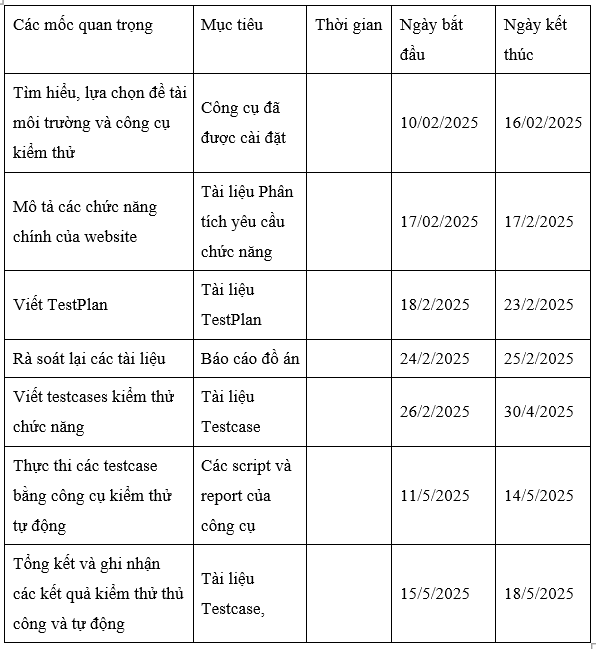 Các mốc quan trọng
Mục tiêu
Thời gian
Ngày bắt
đầu
Ngày kết
thúc
Tìm hiểu, lựa chọn đề tài
môi trường và công cụ
kiểm thử
Công cụ đã
được cài đặt
10/02/2025
16/02/2025
Mô tả các chức năng
chính của website
Tài liệu Phân
tích yêu cầu
chức năng
17/02/2025
17/2/2025
Viết TestPlan
Tài liệu
TestPlan
18/2/2025
23/2/2025
Rà soát lại các tài liệu
Báo cáo đồ án
24/2/2025
25/2/2025
Viết testcases kiểm thử
chức năng
Tài liệu
Testcase
26/2/2025
30/4/2025
Thực thi các testcase
bằng công cụ kiểm thử
tự động
Các script và
report của
công cụ
11/5/2025
14/5/2025
Tổng kết và ghi nhận
các kết quả kiểm thử thủ
công và tự động
Tài liệu
Testcase,
15/5/2025
18/5/2025